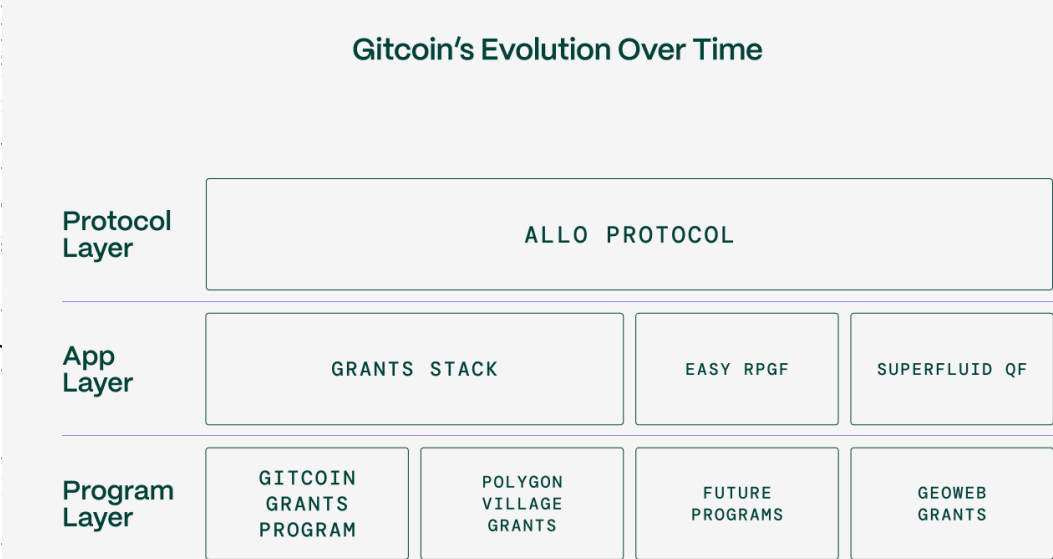 Gitcoin's Evolution Over Time
Protocol
Layer
ALLO PROTOCOL
App
Layer
GRANTS STACK
EASY RPGF
SUPERFLUID QF
Program
Layer
GITCOIN
GRANTS
PROGRAM
POLYGON
VILLAGE
GRANTS
FUTURE
PROGRAMS
GEOWEB
GRANTS